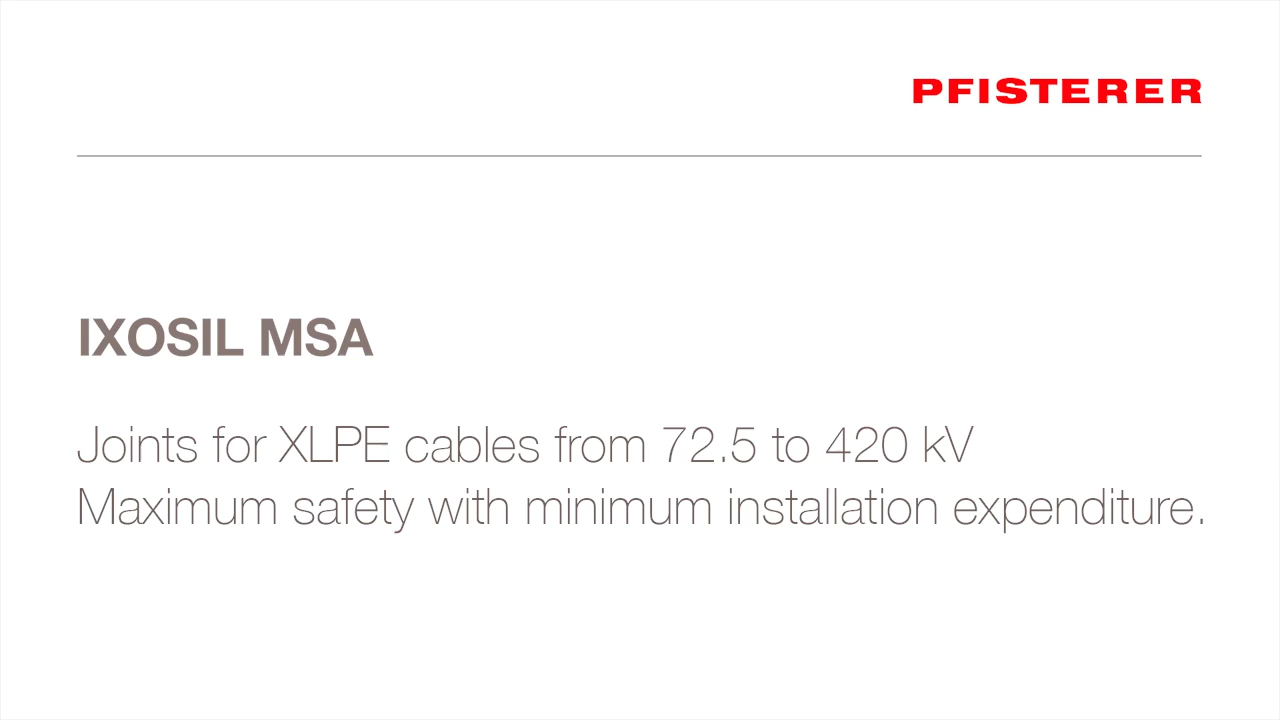 PFISTERER
IXOSIL MSA
Joints for XLPE cables from 72.5 to 420 kV
Maximum safety with minimum installation expenditure.